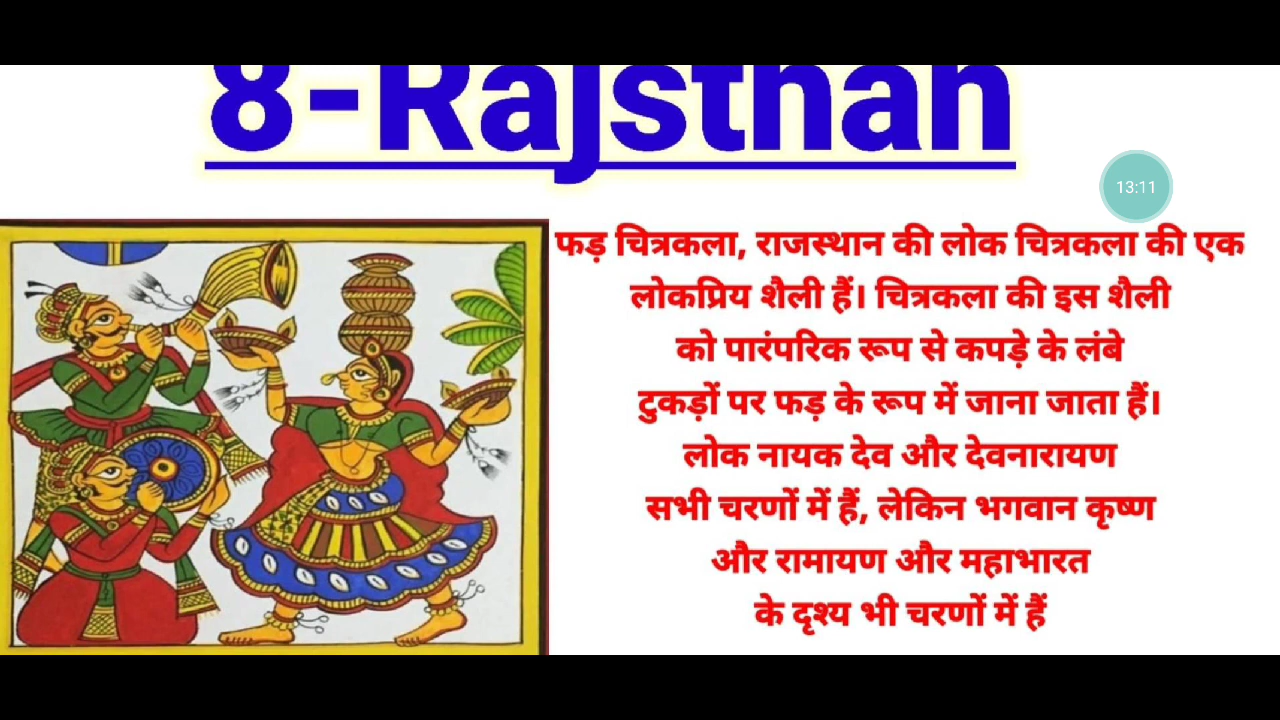 8-Rajsthan
13:11
फड़ चित्रकला, राजस्थान की लोक चित्रकला की एक
लोकप्रिय शैली हैं। चित्रकला की इस शैली
को पारंपरिक रूप से कपड़े के लंबे
टुकड़ों पर फड़ के रूप में जाना जाता हैं।
लोक नायक देव और देवनारायण
सभी चरणों में हैं, लेकिन भगवान कृष्ण
और रामायण और महाभारत
के दृश्य भी चरणों में हैं